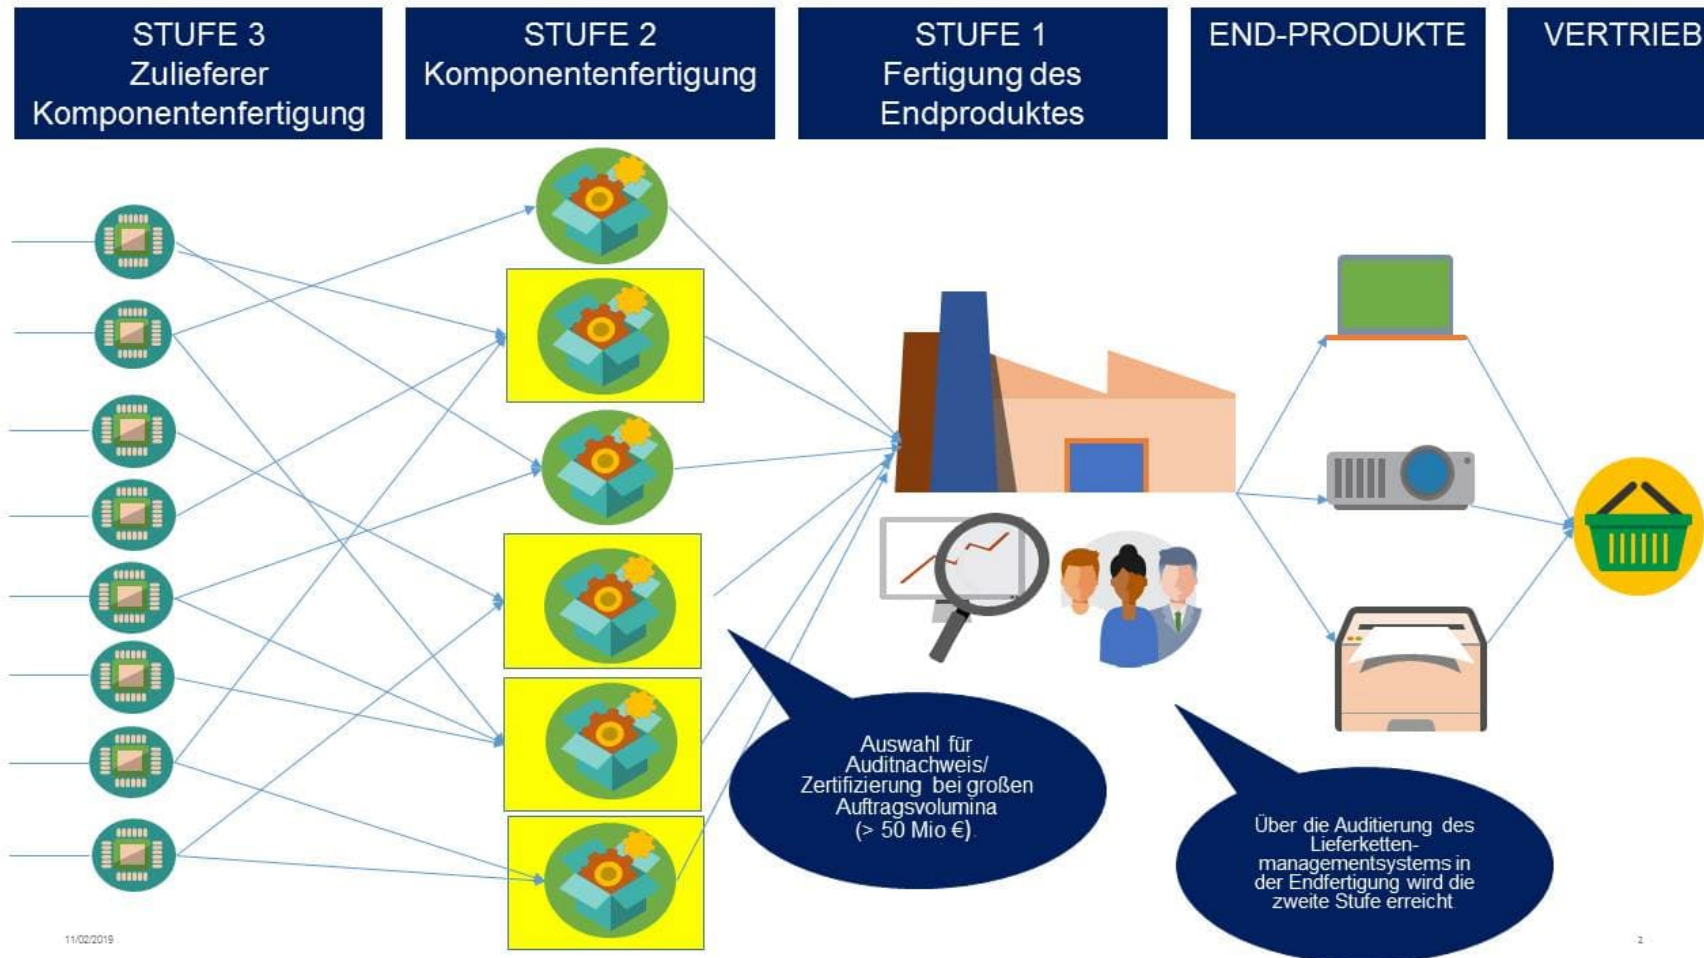 STUFE 3
Zulieferer
Komponentenfertigung
STUFE 2
Komponentenfertigung
STUFE 1
Fertigung des
Endproduktes
END-PRODUKTE
VERTRIEB
Auswahl für
Auditnachweis/
Zertifizierung bei großen
Auftragsvolumina
(> 50 Mio €).
Über die Auditierung des
Lieferketten-
managementsystems in
der Endfertigung wird die
zweite Stufe erreicht
11/02/2019
2